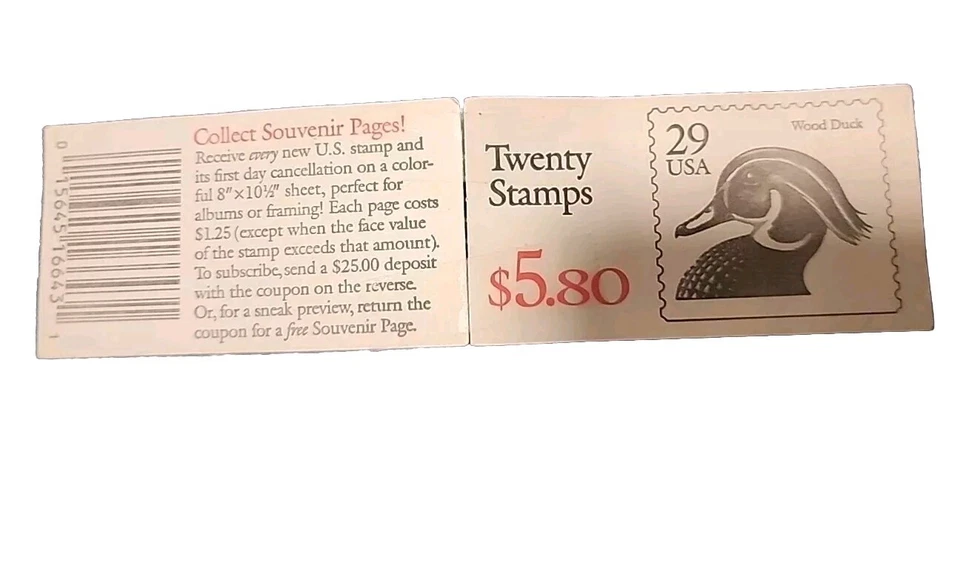 Collect Souvenir Pages!
Receive every new U.S. stamp and
its first day cancellation on a color-
ful 8"×10½" sheet, perfect for
albums or framing! Each page costs
$1.25 (except when the face value
of the stamp exceeds that amount).
To subscribe, send a $25.00 deposit
with the coupon on the reverse.
Or, for a sneak preview, return the
coupon for a free Souvenir Page.
0 15645 16643 1
Twenty
Stamps
$5.80
29
USA
Wood Duck